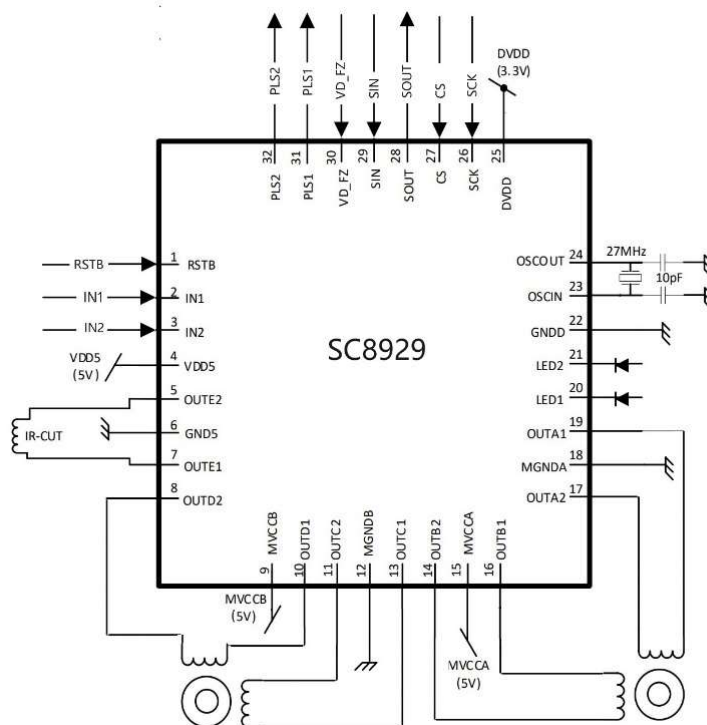 PLS2 PLS1 VD_FZ SIN SOUT CS SCK DVDD
(3.3V)
32 31 30 29 28 27 26 25
PLS2 PLS1 VD_FZ SIN SOUT CS SCK DVDD
RSTB 1 RSTB
IN1 2 IN1
IN2 3 IN2
VDD5
(5V)
4 VDD5
5 OUTE2
IR-CUT
6 GND5
7 OUTE1
8 OUTD2
SC8929
27MHz
10pF
OSCOUT 24
OSCIN 23
GNDD 22
LED2 21
LED1 20
OUTA1 19
MGNDA 18
OUTA2 17
MVCCB OUTD1 OUTC2 MGNDB OUTC1 OUTB2 MVCCA OUTB1
9 10 11 12 13 14 15 16
MVCCB
(5V)
MVCCA
(5V)